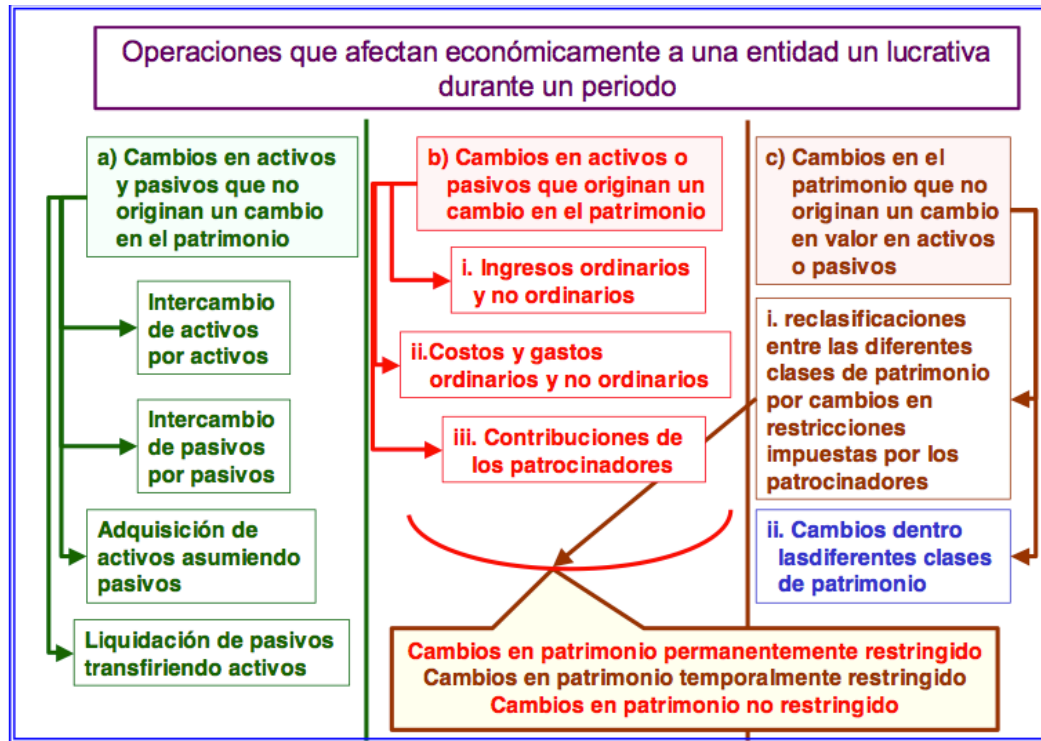 Operaciones que afectan económicamente a una entidad un lucrativa
durante un periodo
a) Cambios en activos
y pasivos que no
originan un cambio
en el patrimonio
Intercambio
de activos
por activos
Intercambio
de pasivos
por pasivos
Adquisición de
activos asumiendo
pasivos
Liquidación de pasivos
transfiriendo activos
b) Cambios en activos o
pasivos que originan un
cambio en el patrimonio
i. Ingresos ordinarios
y no ordinarios
ii.Costos y gastos
ordinarios y no ordinarios
iii. Contribuciones de
los patrocinadores
c) Cambios en el
patrimonio que no
originan un cambio
en valor en activos
o pasivos
i. reclasificaciones
entre las diferentes
clases de patrimonio
por cambios en
restricciones
impuestas por los
patrocinadores
ii. Cambios dentro
lasdiferentes clases
de patrimonio
Cambios en patrimonio permanentemente restringido
Cambios en patrimonio temporalmente restringido
Cambios en patrimonio no restringido